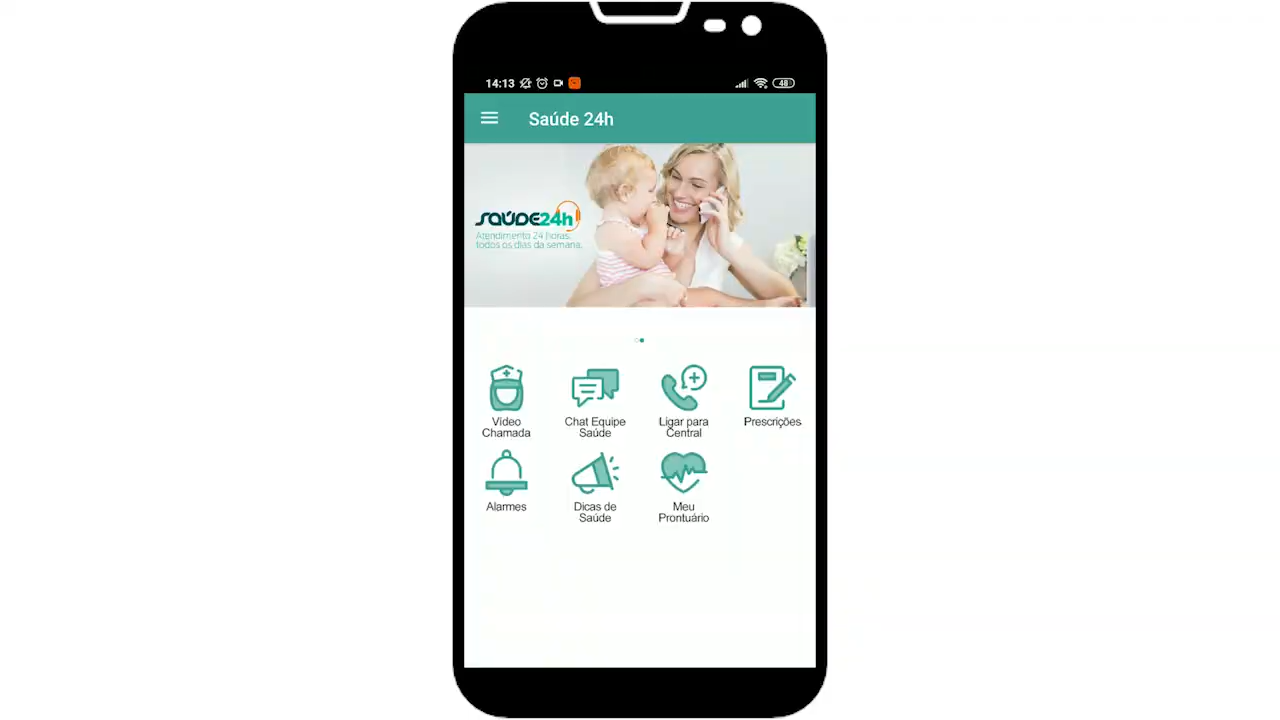 14:13
48
Saúde 24h
SAÚDE24h
Atendimento 24 horas,
todos os dias da semana.
Vídeo
Chamada
Chat Equipe
Saúde
Ligar para
Central
Prescrições
Alarmes
Dicas de
Saúde
Meu
Prontuário